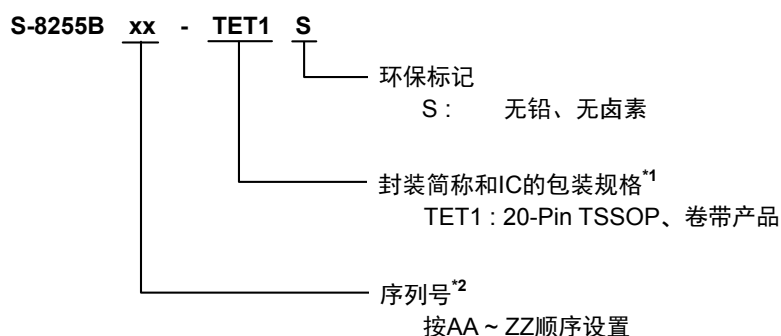 S-8255B xx - TET1 S
环保标记
S : 无铅、无卤素
封装简称和IC的包装规格*1
TET1 : 20-Pin TSSOP、卷带产品
序列号*2
按AA ~ ZZ顺序设置